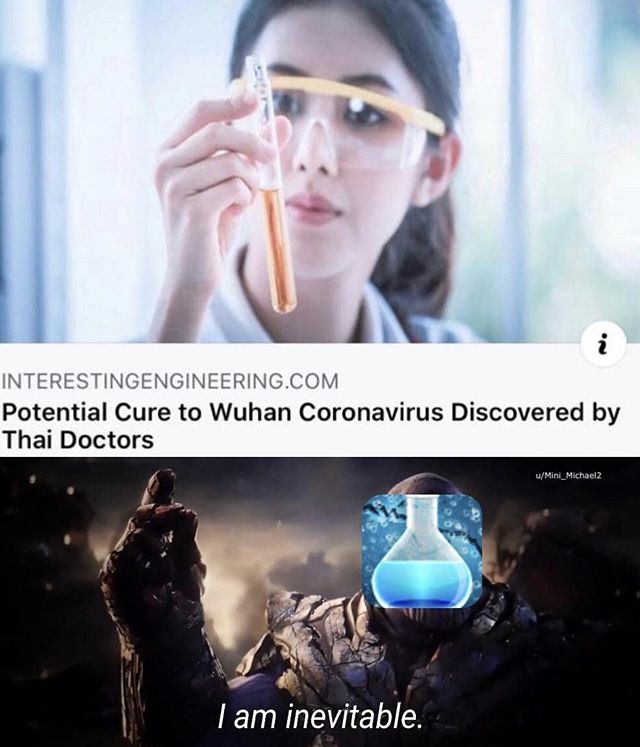 i
INTERESTINGENGINEERING.COM
Potential Cure to Wuhan Coronavirus Discovered by
Thai Doctors
u/Mini_Michael2
I am inevitable.